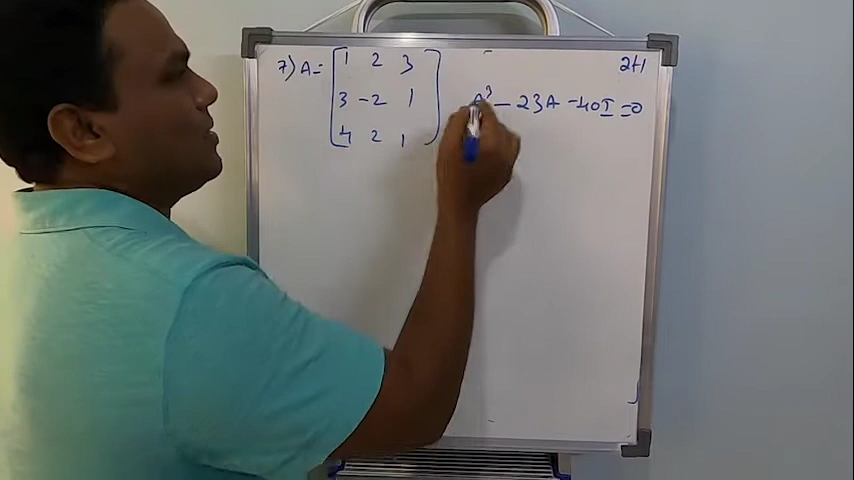 7) A = [1 2 3 A³ - 23A - 40I = 0 2+1
3 -2 1
4 2 1]